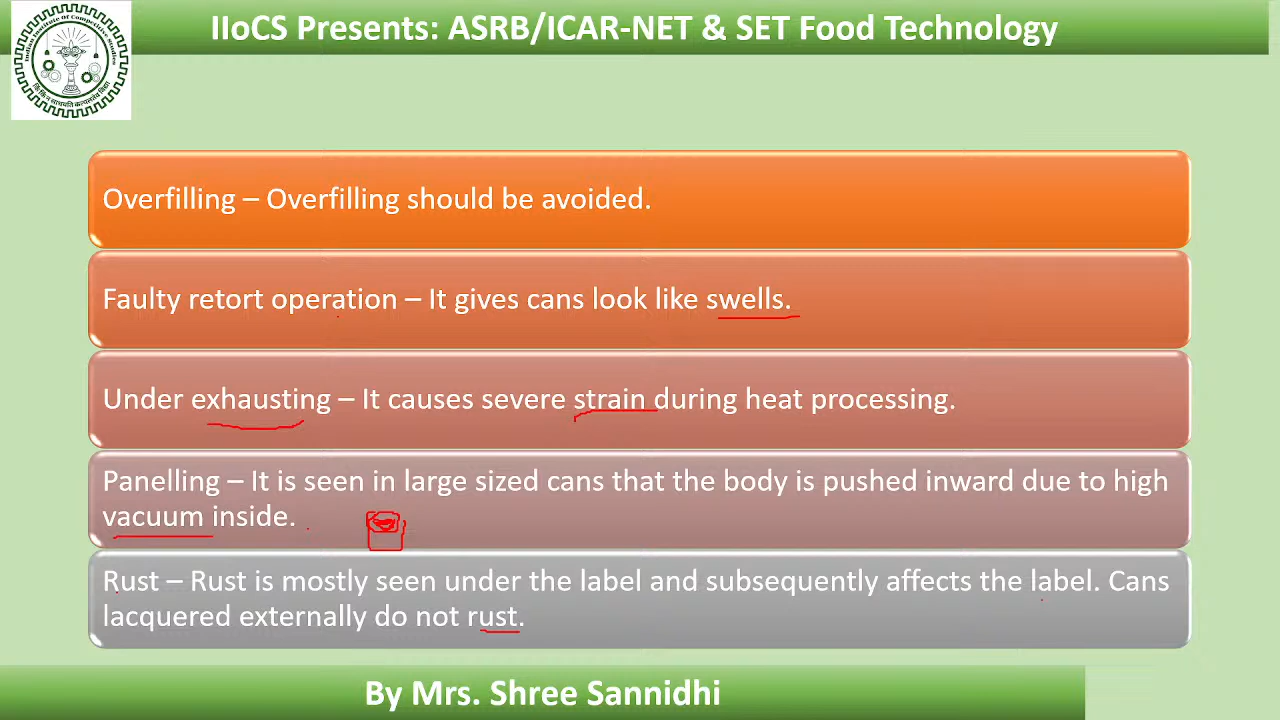 IIoCS Presents: ASRB/ICAR-NET & SET Food Technology
Overfilling – Overfilling should be avoided.
Faulty retort operation – It gives cans look like swells.
Under exhausting – It causes severe strain during heat processing.
Panelling – It is seen in large sized cans that the body is pushed inward due to high
vacuum inside.
Rust – Rust is mostly seen under the label and subsequently affects the label. Cans
lacquered externally do not rust.
By Mrs. Shree Sannidhi